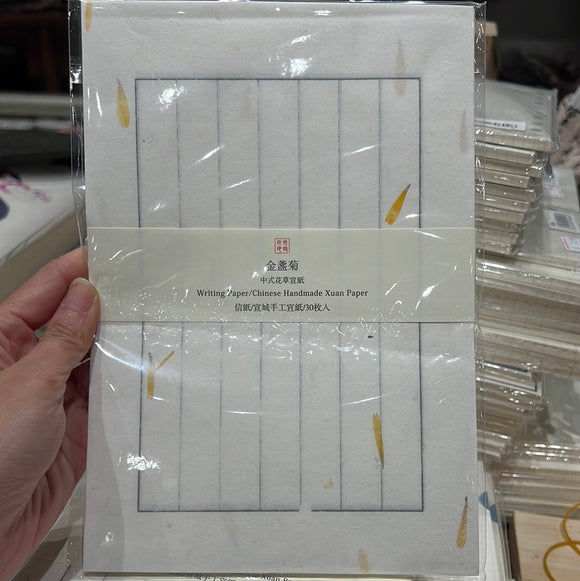 金盞菊
中式花草宣紙
Writing Paper/Chinese Handmade Xuan Paper
信紙/宣城手工宣紙/30枚入